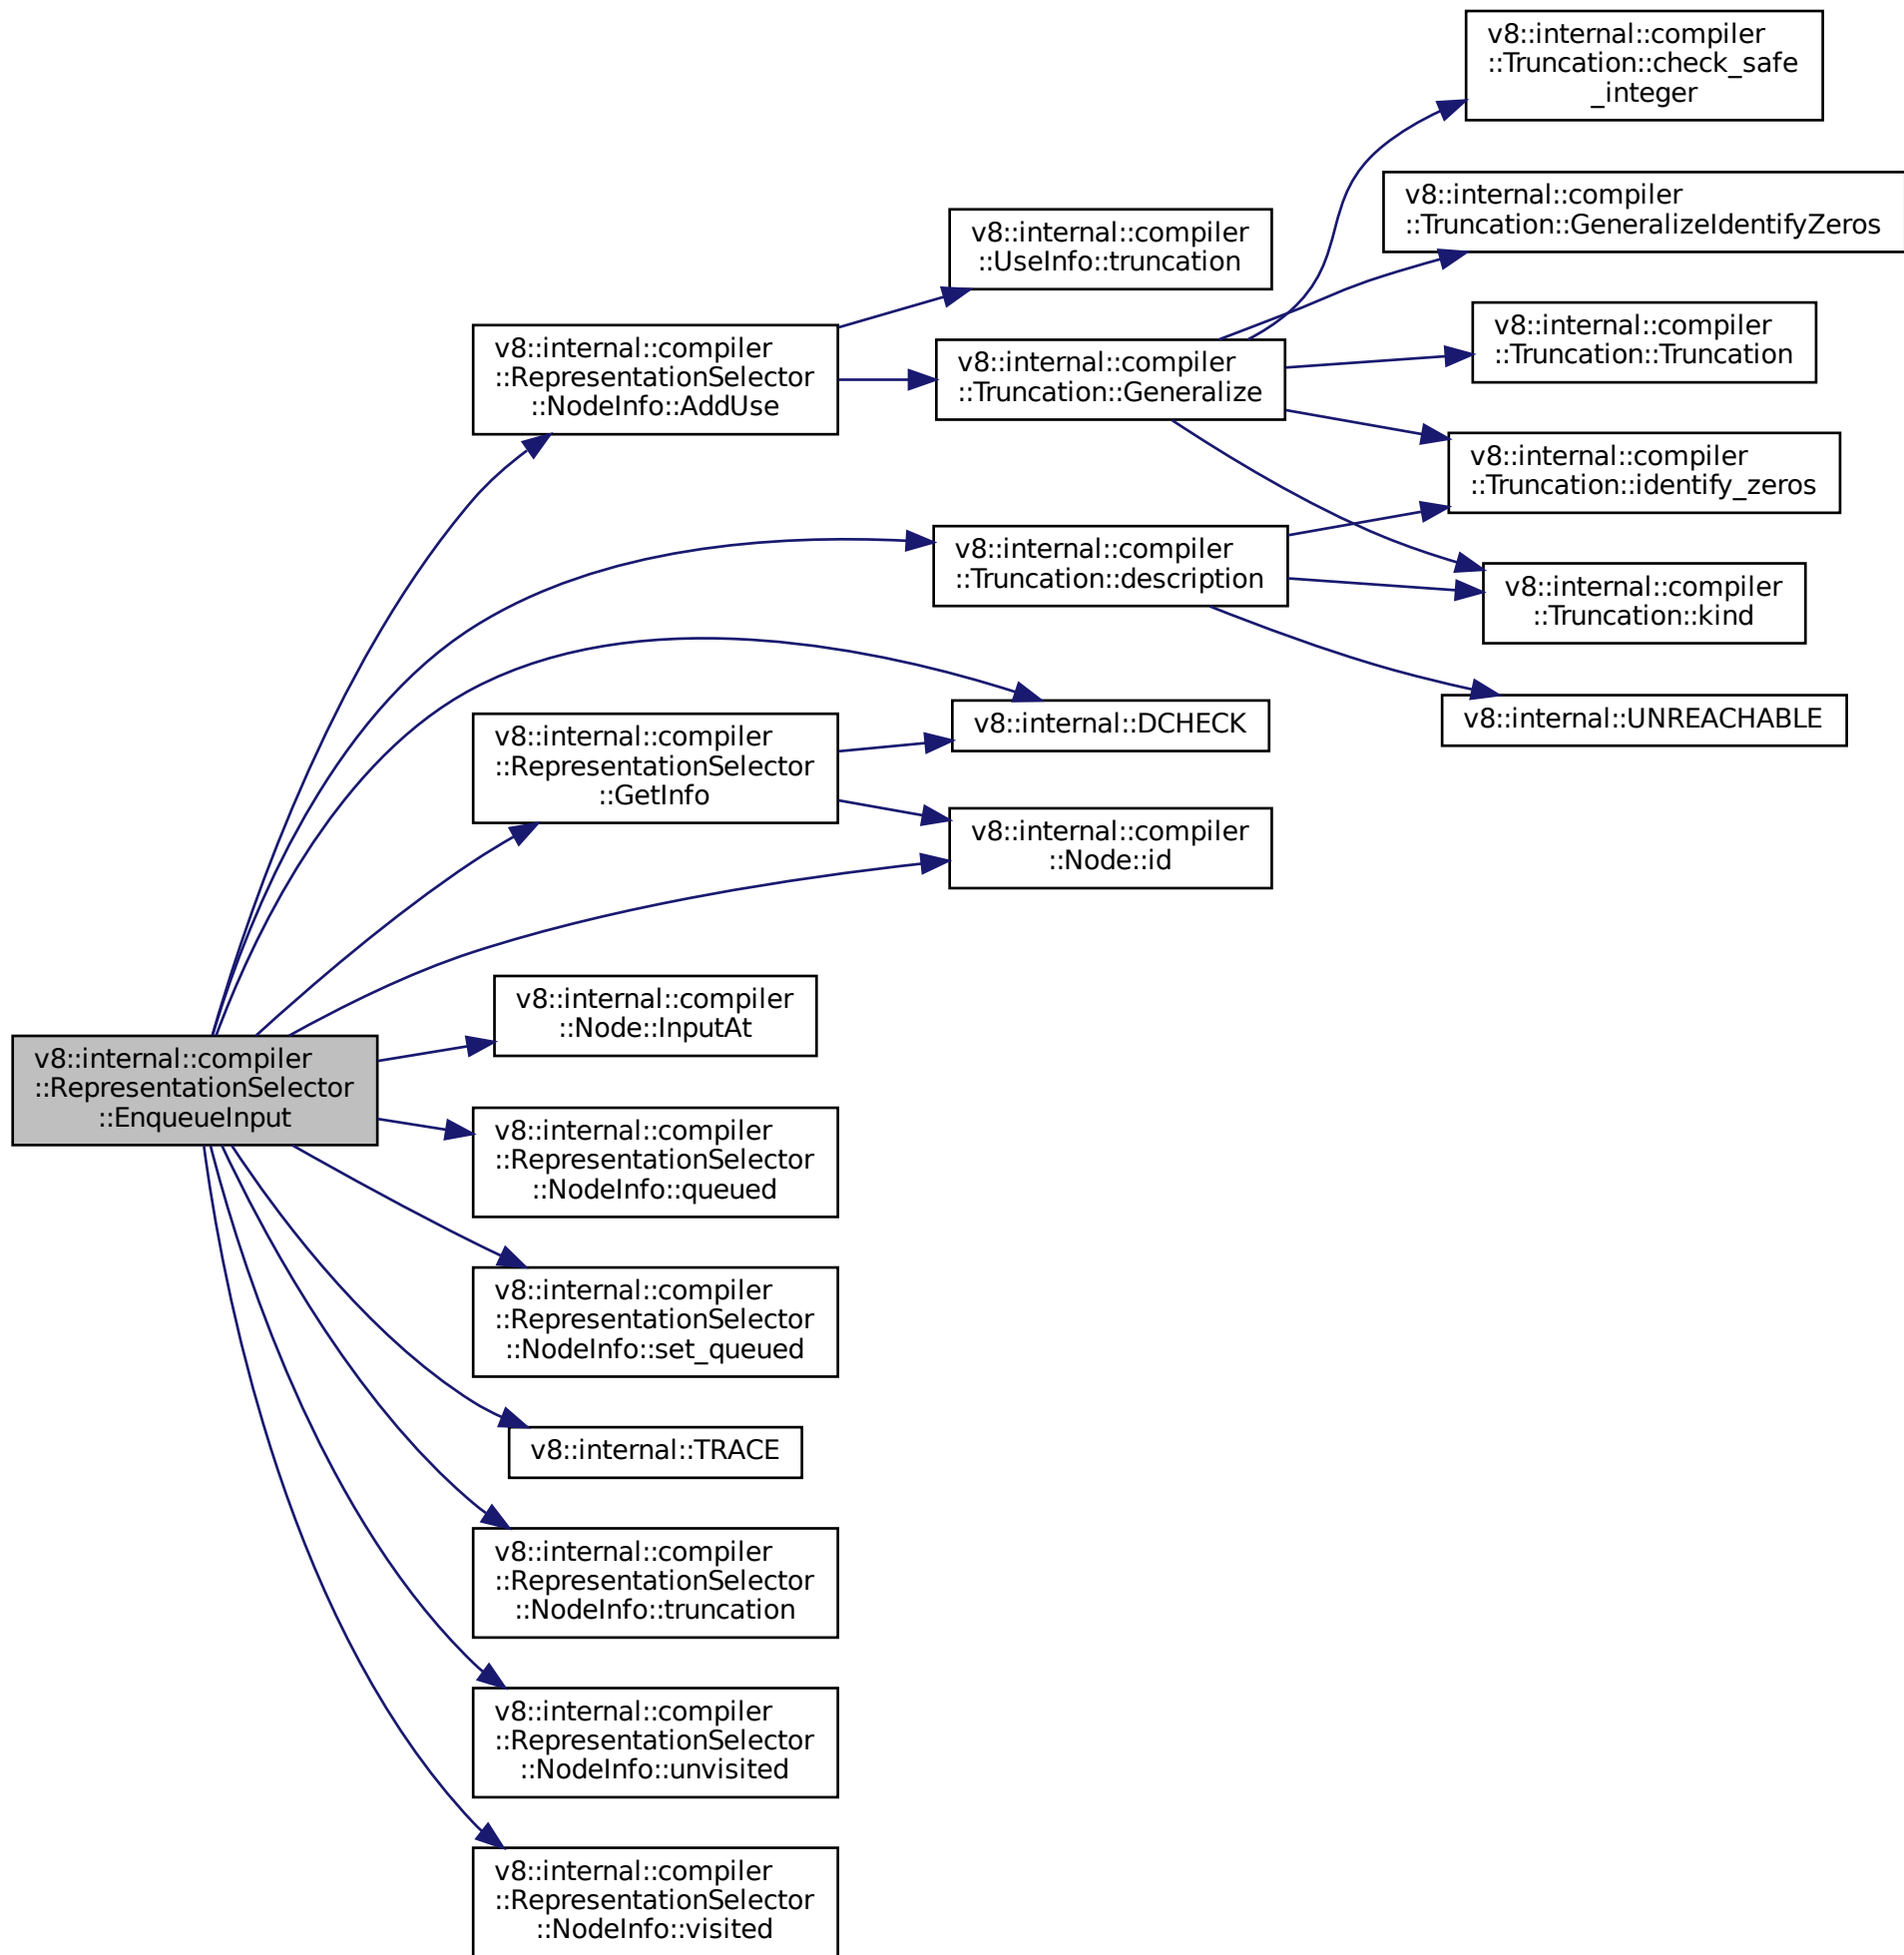 v8::internal::compiler
::RepresentationSelector
::EnqueueInput
v8::internal::compiler
::RepresentationSelector
::NodeInfo::AddUse
v8::internal::compiler
::UseInfo::truncation
v8::internal::compiler
::Truncation::Generalize
v8::internal::compiler
::Truncation::check_safe
_integer
v8::internal::compiler
::Truncation::GeneralizeIdentifyZeros
v8::internal::compiler
::Truncation::Truncation
v8::internal::compiler
::Truncation::identify_zeros
v8::internal::compiler
::Truncation::kind
v8::internal::compiler
::Truncation::description
v8::internal::UNREACHABLE
v8::internal::DCHECK
v8::internal::compiler
::RepresentationSelector
::GetInfo
v8::internal::compiler
::Node::id
v8::internal::compiler
::Node::InputAt
v8::internal::compiler
::RepresentationSelector
::NodeInfo::queued
v8::internal::compiler
::RepresentationSelector
::NodeInfo::set_queued
v8::internal::TRACE
v8::internal::compiler
::RepresentationSelector
::NodeInfo::truncation
v8::internal::compiler
::RepresentationSelector
::NodeInfo::unvisited
v8::internal::compiler
::RepresentationSelector
::NodeInfo::visited